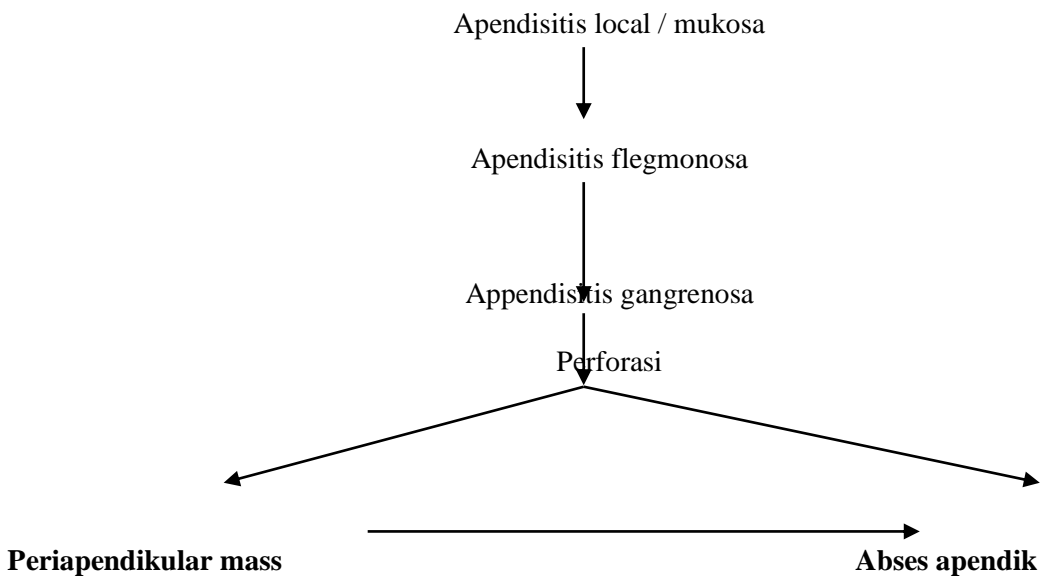 Apendisitis local / mukosa
Apendisitis flegmonosa
Appendisitis gangrenosa
Perforasi
Periapendikular mass
Abses apendik